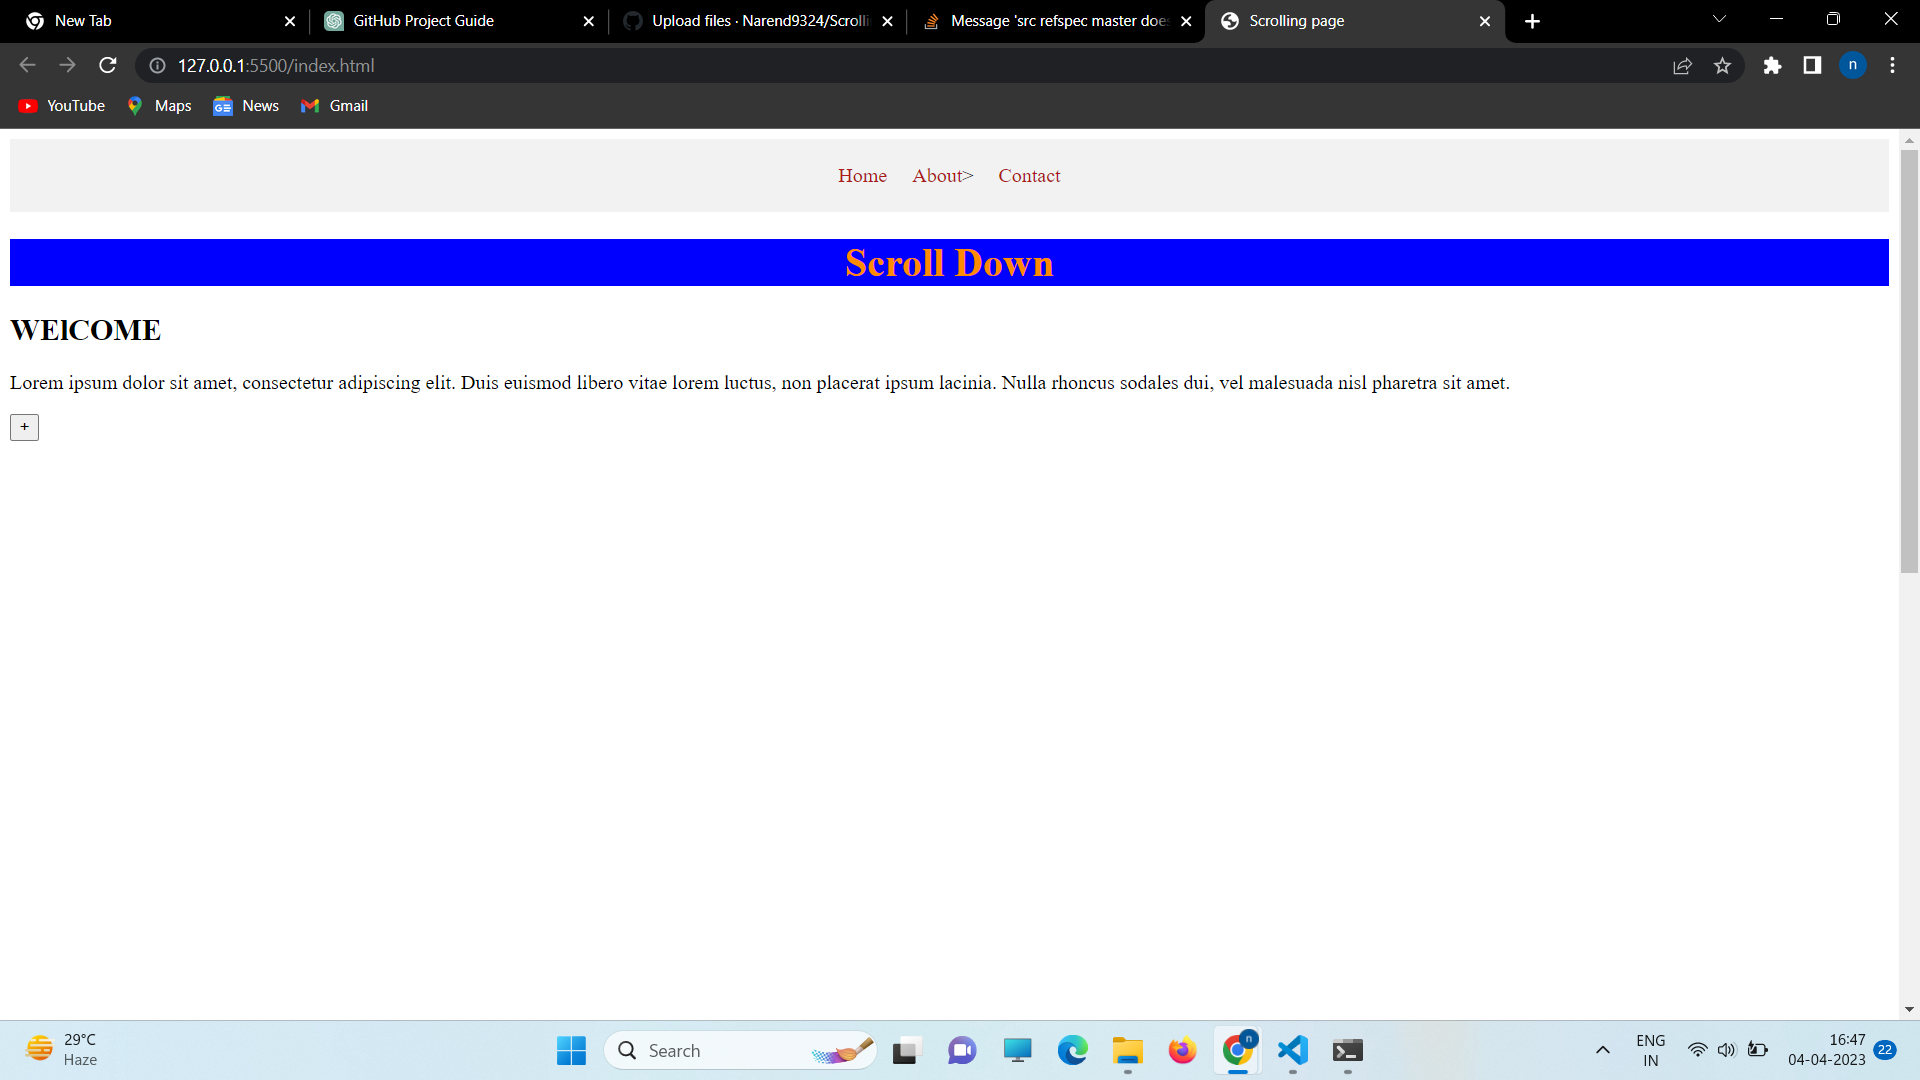 New Tab
GitHub Project Guide
Upload files · Narend9324/Scrolli
Message 'src refspec master doe
Scrolling page
127.0.0.1:5500/index.html
n
YouTube
Maps
News
Gmail
Home About> Contact
Scroll Down
WElCOME
Lorem ipsum dolor sit amet, consectetur adipiscing elit. Duis euismod libero vitae lorem luctus, non placerat ipsum lacinia. Nulla rhoncus sodales dui, vel malesuada nisl pharetra sit amet.
+
29°C
Haze
Search
n
ENG
IN
16:47
04-04-2023
22